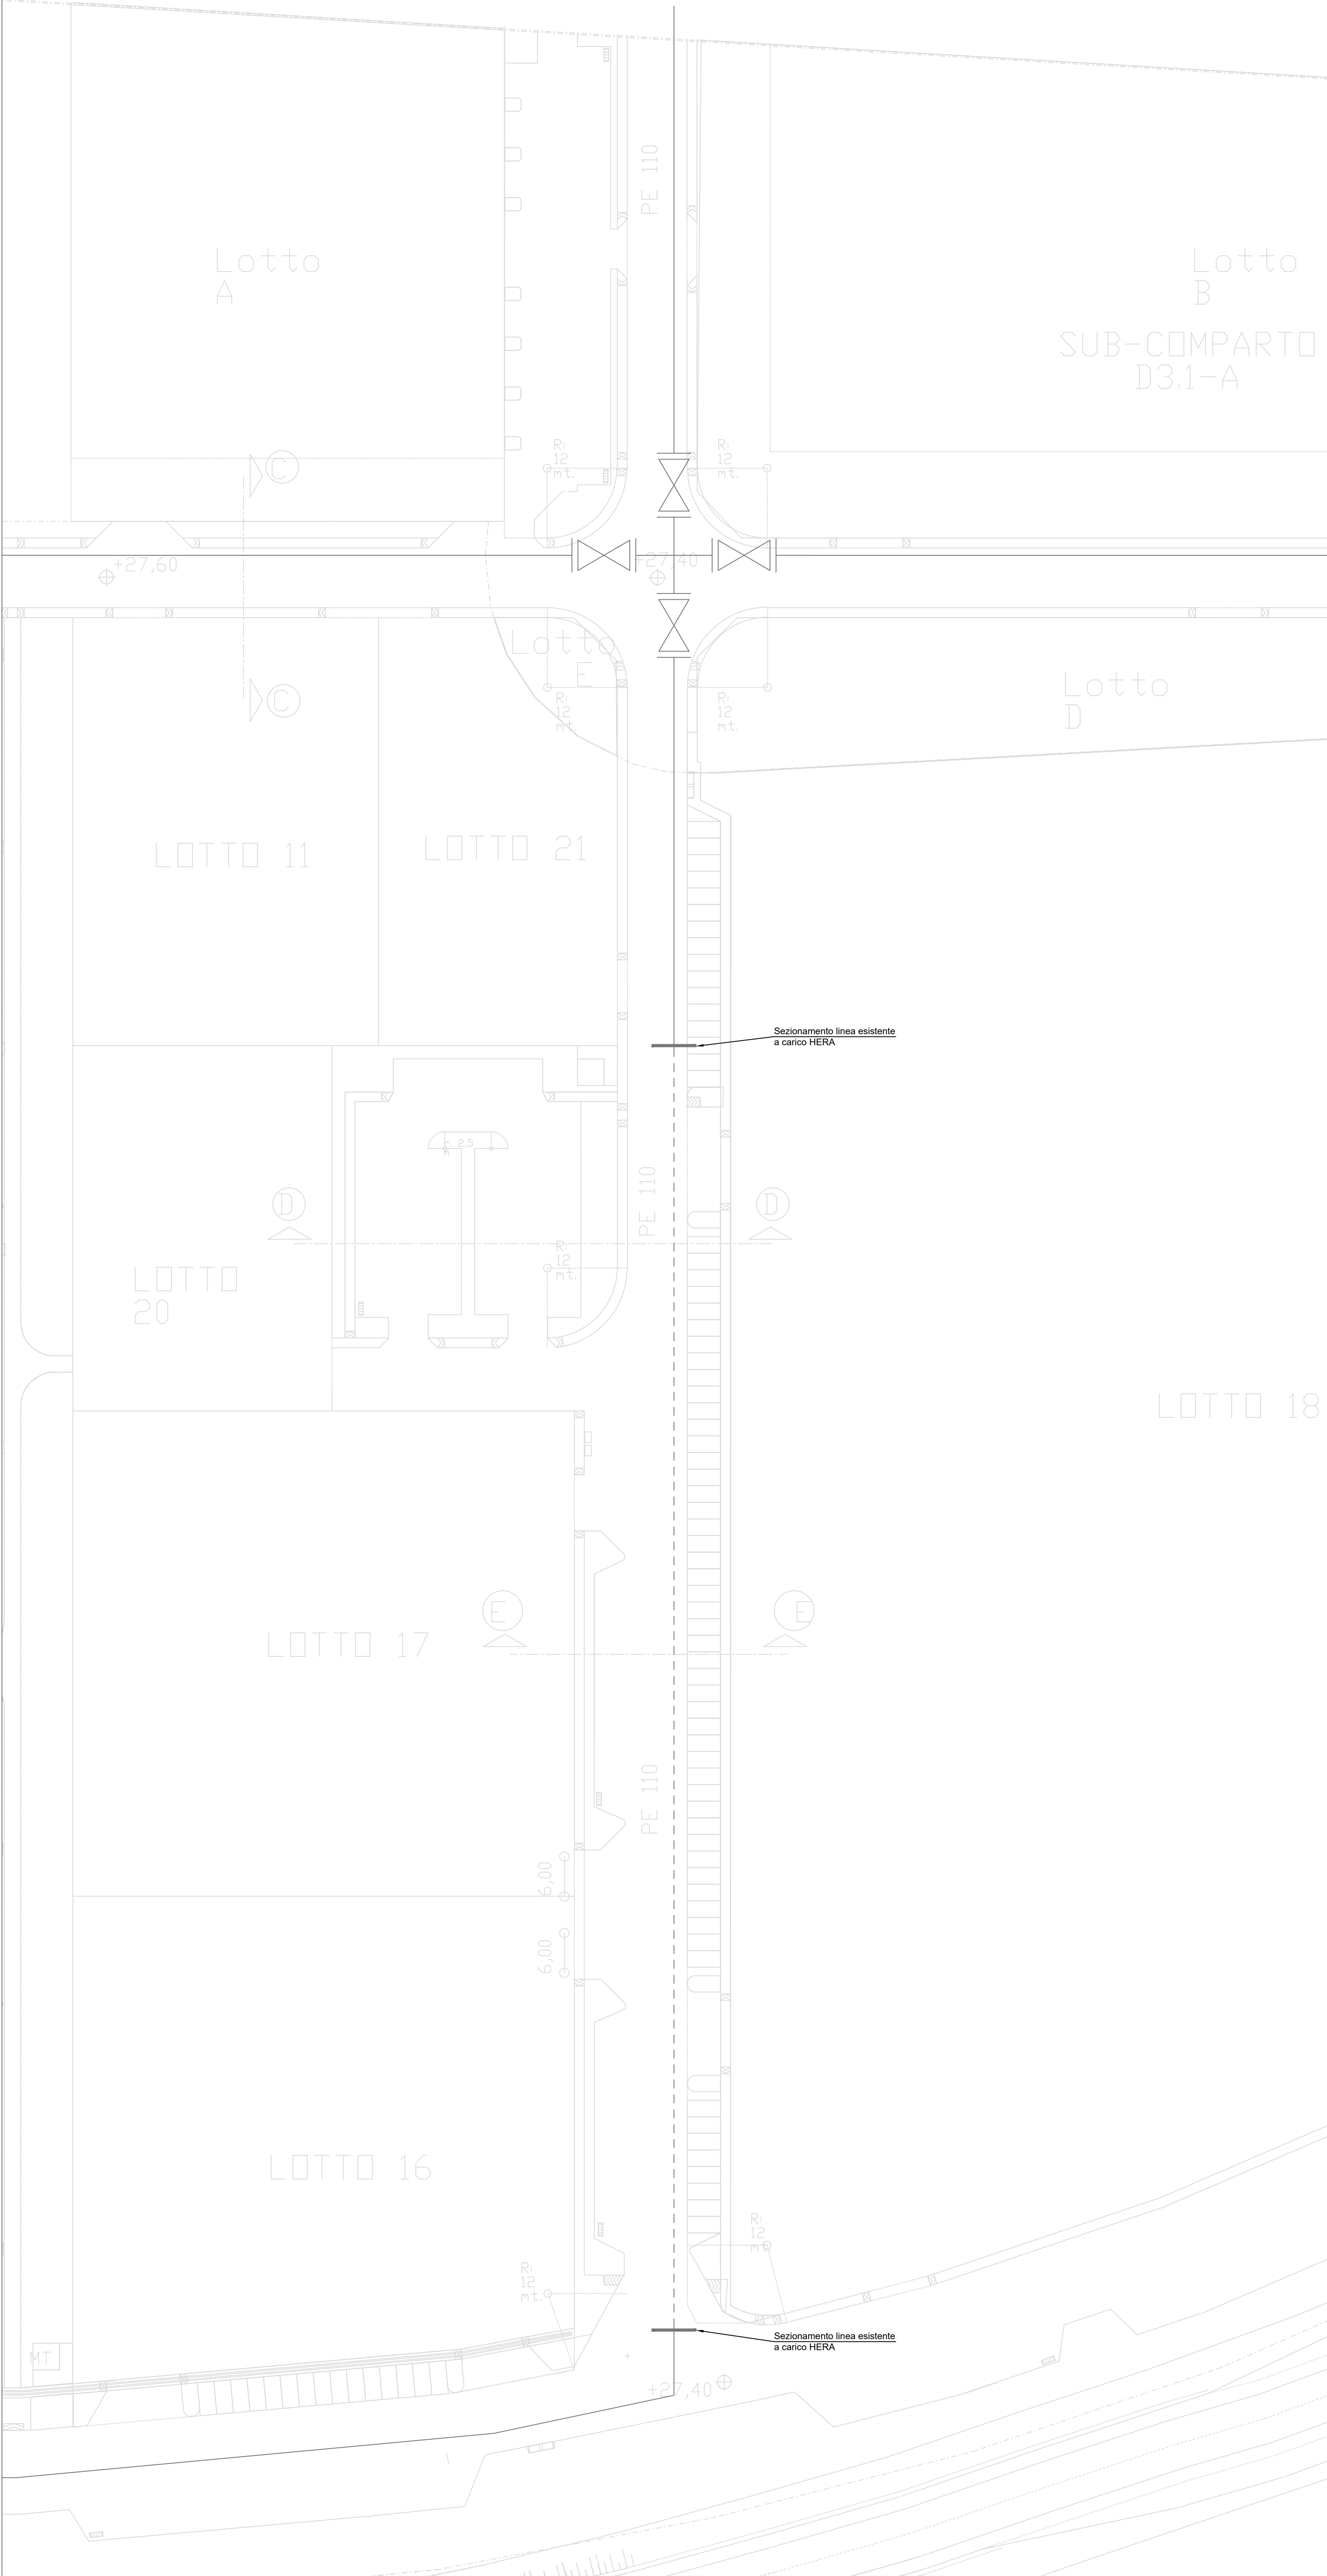 PE 110
Lotto
A
Lotto
B
SUB-COMPARTO
D3.1-A
R:
12
mt.
R:
12
mt.
C
+27,60
+27,40
Lotto
E
C
R:
12
mt.
R:
12
mt.
Lotto
D
LOTTO 11
LOTTO 21
Sezionamento linea esistente
a carico HERA
2,5
PE 110
D
D
R:
12
mt.
LOTTO
20
LOTTO 18
E
E
LOTTO 17
PE 110
6,00
6,00
LOTTO 16
R:
12
mt.
R:
12
mt.
Sezionamento linea esistente
a carico HERA
MT
+27,40